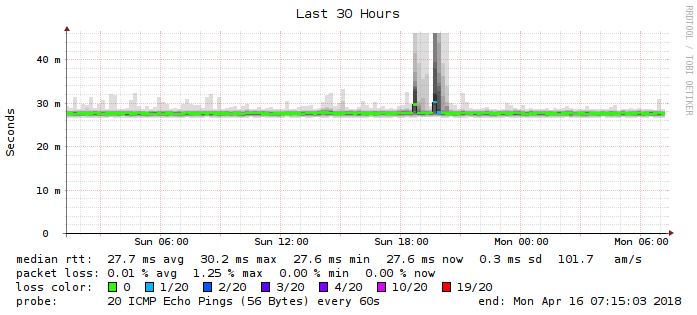 Last 30 Hours
RRDTOOL / TOBI OETIKER
Seconds
40 m
30 m
20 m
10 m
0
Sun 06:00 Sun 12:00 Sun 18:00 Mon 00:00 Mon 06:00
median rtt: 27.7 ms avg 30.2 ms max 27.6 ms min 27.6 ms now 0.3 ms sd 101.7 am/s
packet loss: 0.01 % avg 1.25 % max 0.00 % min 0.00 % now
loss color: 0 1/20 2/20 3/20 4/20 10/20 19/20
probe: 20 ICMP Echo Pings (56 Bytes) every 60s end: Mon Apr 16 07:15:03 2018